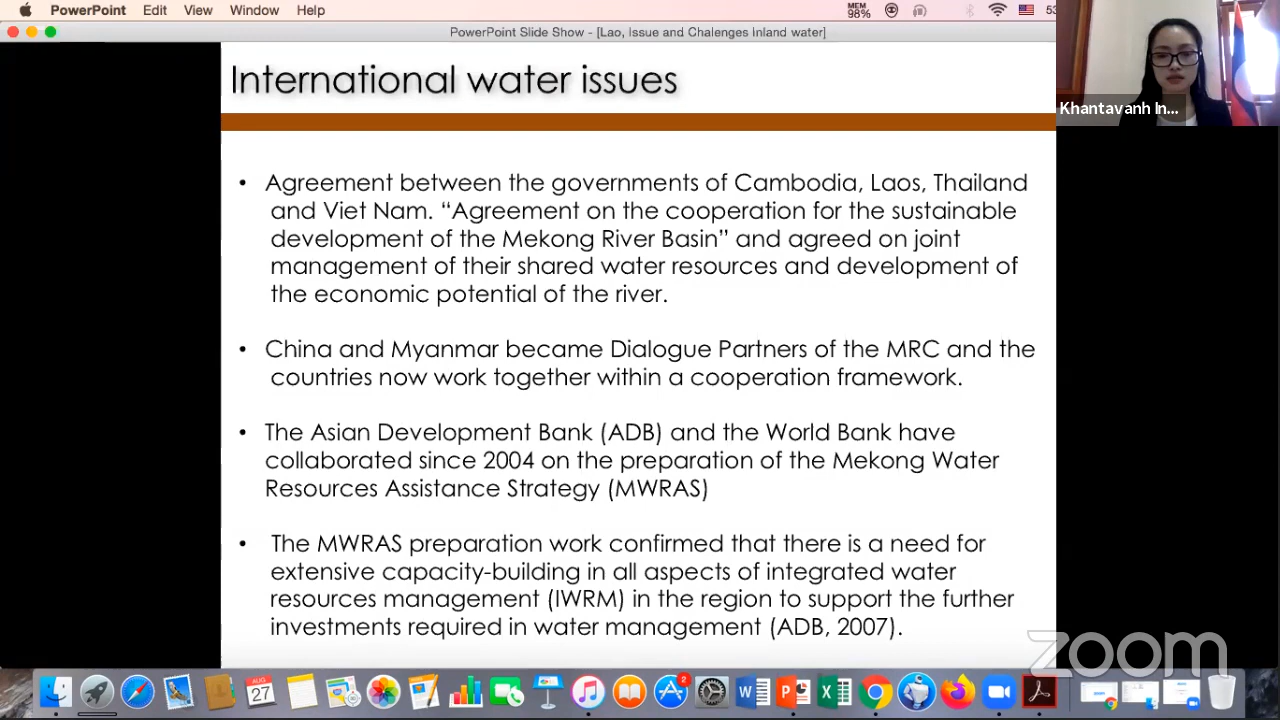 PowerPoint Edit View Window Help
MEM
98%
53
PowerPoint Slide Show - [Lao, Issue and Chalenges Inland water]
Khantavanh In...
International water issues
• Agreement between the governments of Cambodia, Laos, Thailand
and Viet Nam. “Agreement on the cooperation for the sustainable
development of the Mekong River Basin” and agreed on joint
management of their shared water resources and development of
the economic potential of the river.
• China and Myanmar became Dialogue Partners of the MRC and the
countries now work together within a cooperation framework.
• The Asian Development Bank (ADB) and the World Bank have
collaborated since 2004 on the preparation of the Mekong Water
Resources Assistance Strategy (MWRAS)
• The MWRAS preparation work confirmed that there is a need for
extensive capacity-building in all aspects of integrated water
resources management (IWRM) in the region to support the further
investments required in water management (ADB, 2007).
zoom
AUG
27
2
W
P
X